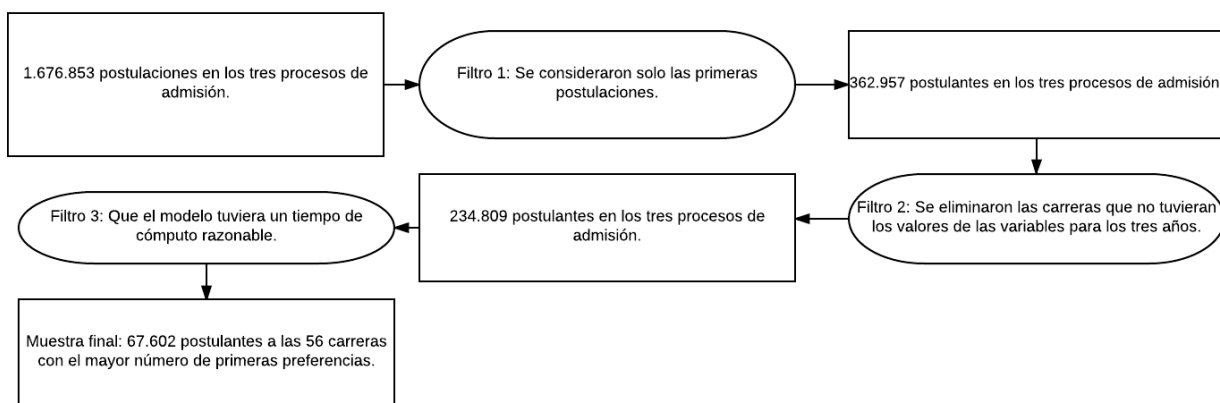 1.676.853 postulaciones en los tres procesos de
admisión.
Filtro 1: Se consideraron solo las primeras
postulaciones.
362.957 postulantes en los tres procesos de admisión
Filtro 2: Se eliminaron las carreras que no tuvieran
los valores de las variables para los tres años.
234.809 postulantes en los tres procesos de
admisión.
Filtro 3: Que el modelo tuviera un tiempo de
cómputo razonable.
Muestra final: 67.602 postulantes a las 56 carreras
con el mayor número de primeras preferencias.